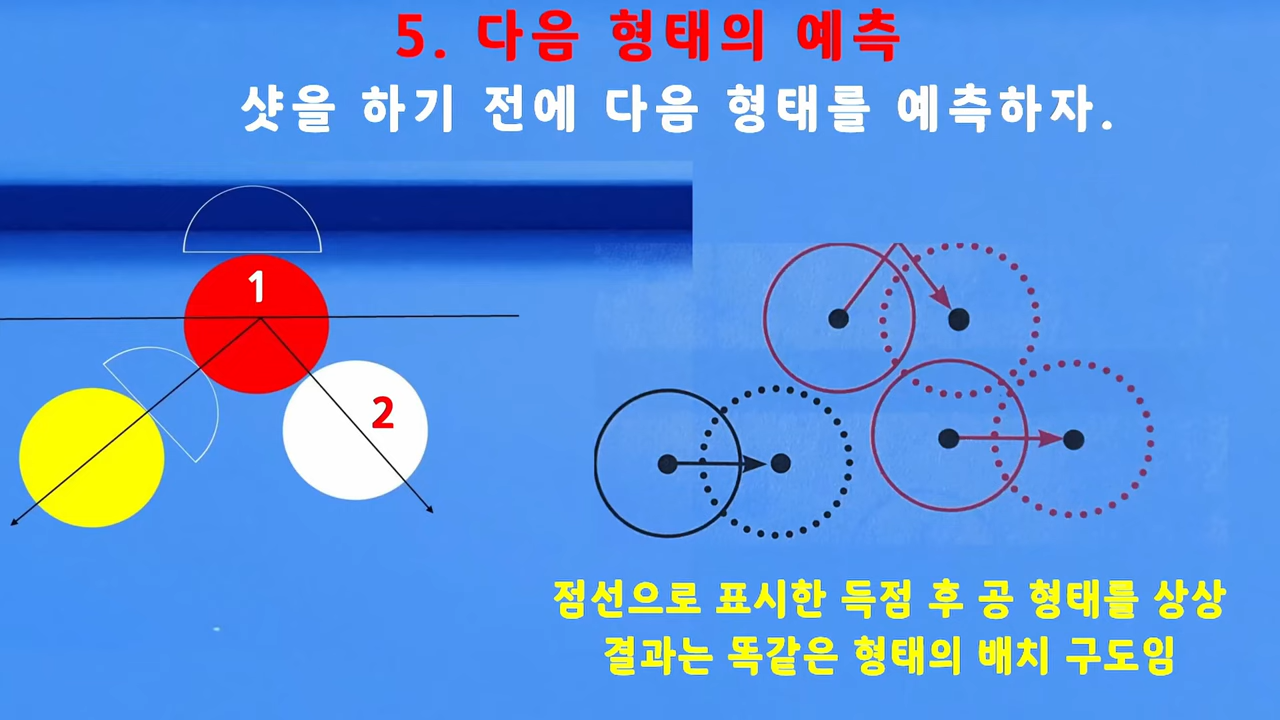 5. 다음 형태의 예측
샷을 하기 전에 다음 형태를 예측하자.
1
2
점선으로 표시한 득점 후 공 형태를 상상
결과는 똑같은 형태의 배치 구도임